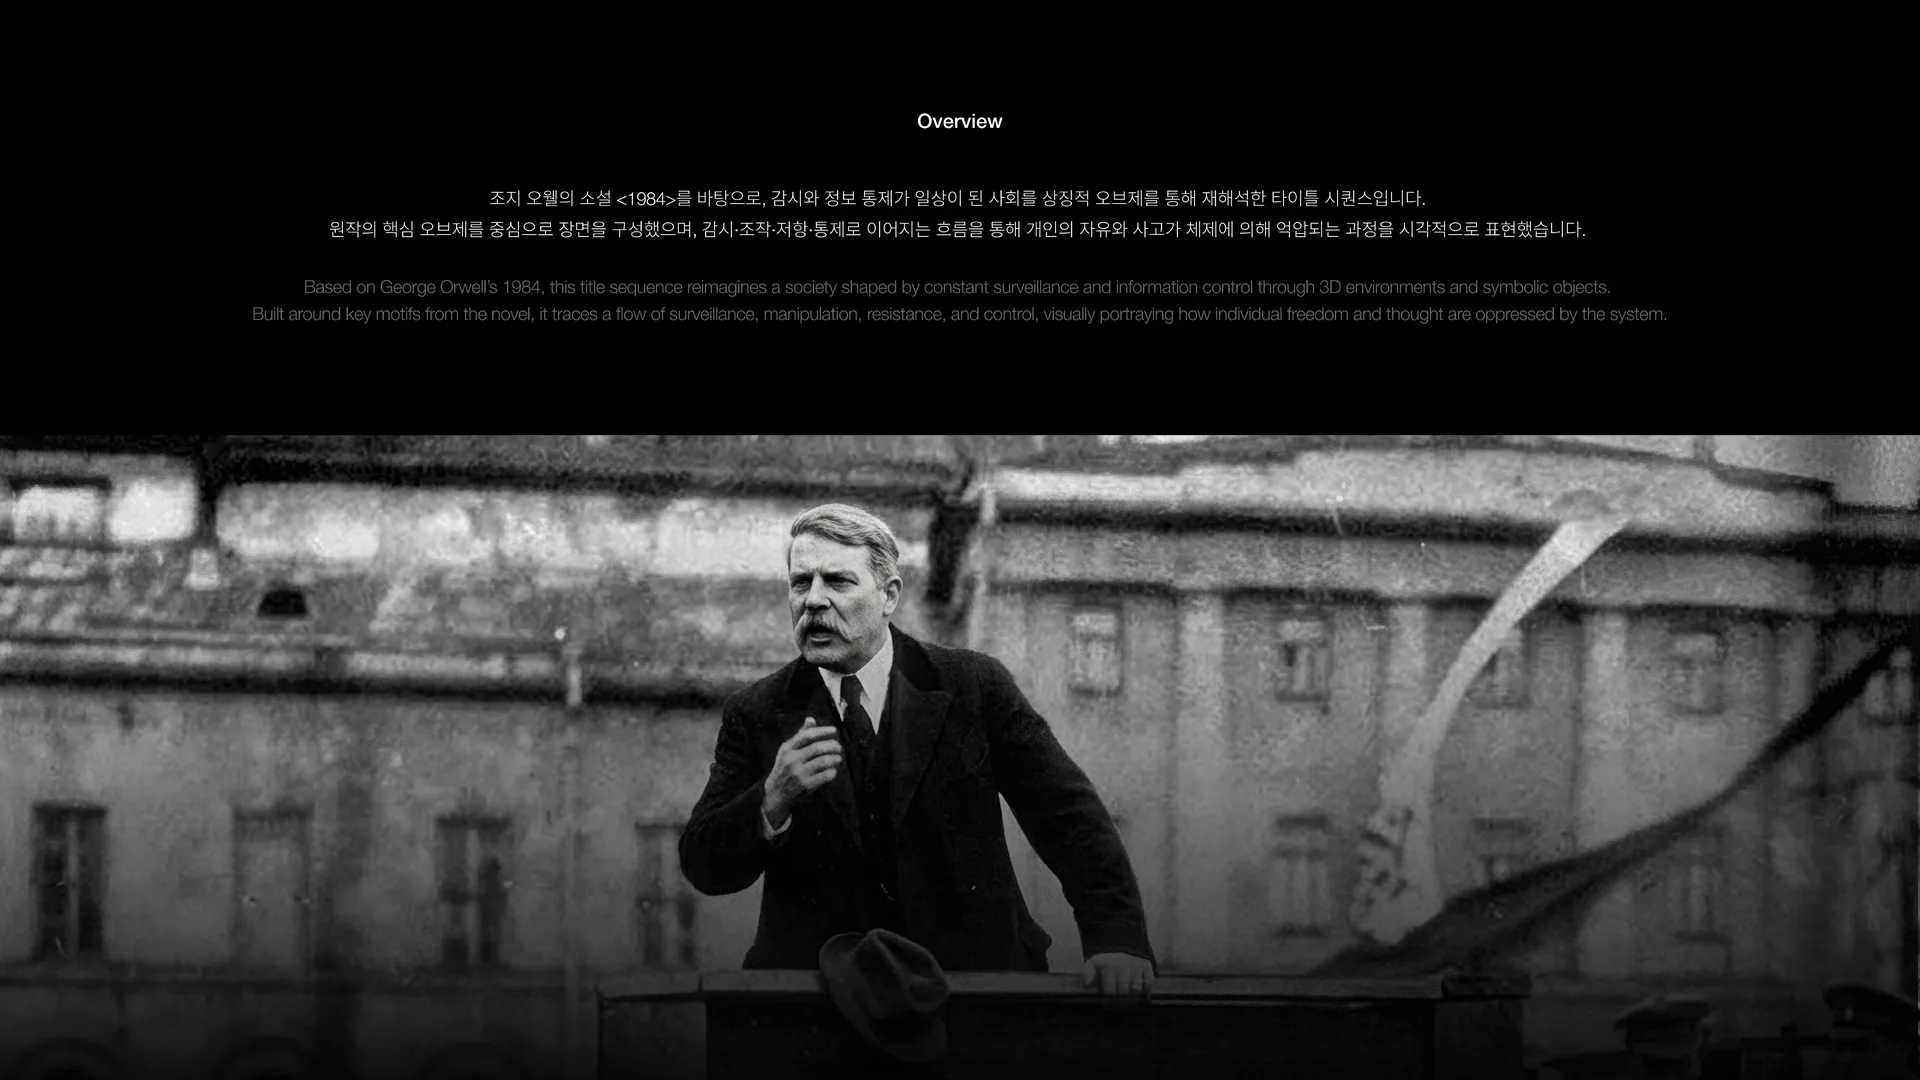 Overview
조지 오웰의 소설 <1984>를 바탕으로, 감시와 정보 통제가 일상이 된 사회를 상징적 오브제를 통해 재해석한 타이틀 시퀀스입니다.
원작의 핵심 오브제를 중심으로 장면을 구성했으며, 감시·조작·저항·통제로 이어지는 흐름을 통해 개인의 자유와 사고가 체제에 의해 억압되는 과정을 시각적으로 표현했습니다.
Based on George Orwell’s 1984, this title sequence reimagines a society shaped by constant surveillance and information control through 3D environments and symbolic objects.
Built around key motifs from the novel, it traces a flow of surveillance, manipulation, resistance, and control, visually portraying how individual freedom and thought are oppressed by the system.